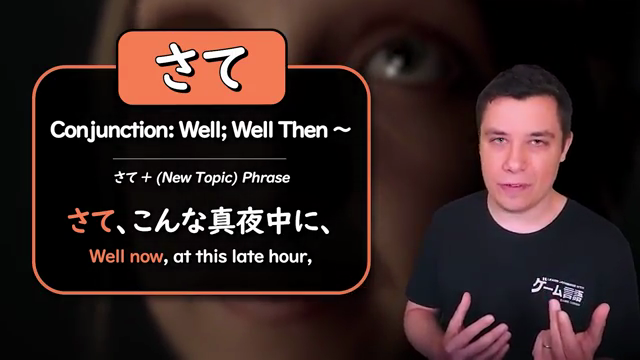 さて
Conjunction: Well; Well Then ～
さて + (New Topic) Phrase
さて、こんな真夜中に、
Well now, at this late hour,
ゲーム言語